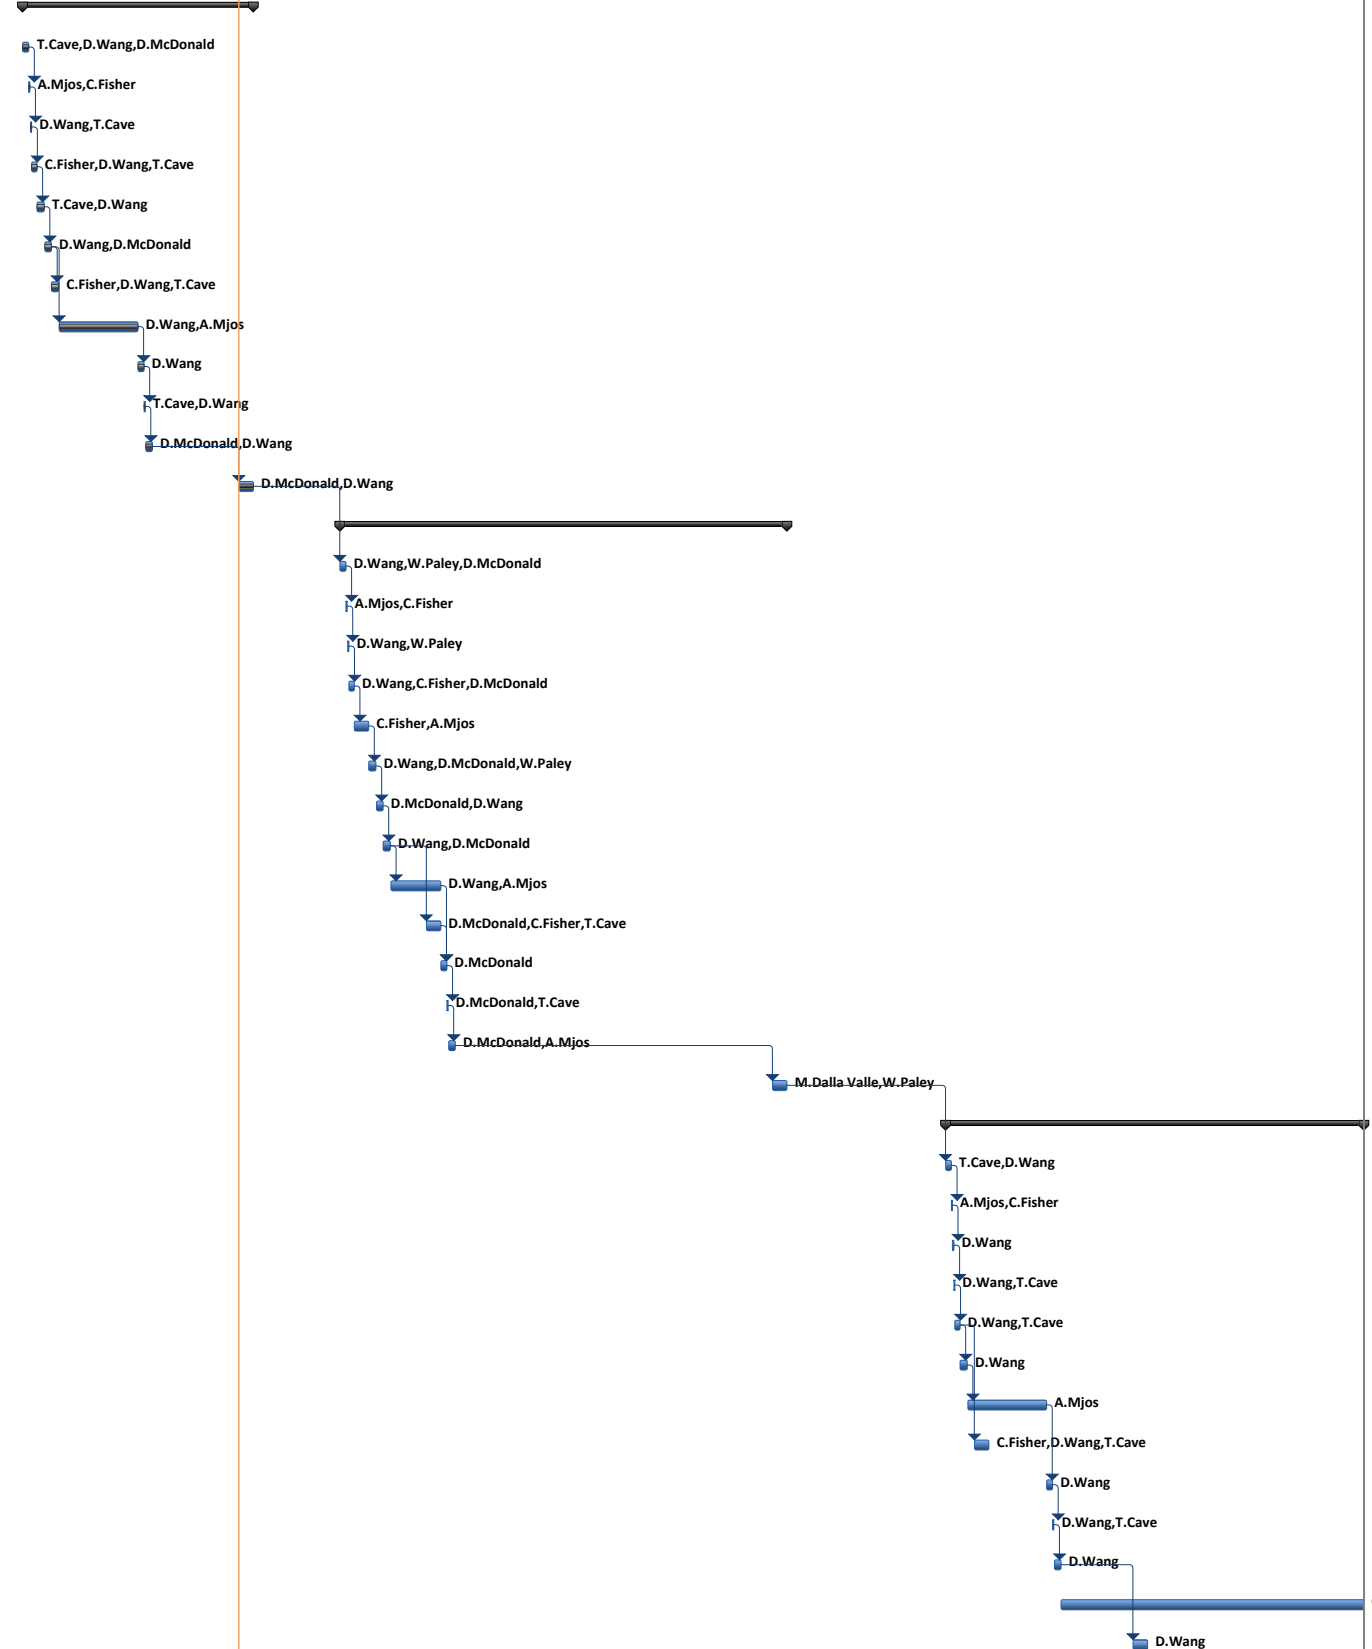 T.Cave,D.Wang,D.McDonald
A.Mjos,C.Fisher
D.Wang,T.Cave
C.Fisher,D.Wang,T.Cave
T.Cave,D.Wang
D.Wang,D.McDonald
C.Fisher,D.Wang,T.Cave
D.Wang,A.Mjos
D.Wang
T.Cave,D.Wang
D.McDonald,D.Wang
D.McDonald,D.Wang
D.Wang,W.Paley,D.McDonald
A.Mjos,C.Fisher
D.Wang,W.Paley
D.Wang,C.Fisher,D.McDonald
C.Fisher,A.Mjos
D.Wang,D.McDonald,W.Paley
D.McDonald,D.Wang
D.Wang,D.McDonald
D.Wang,A.Mjos
D.McDonald,C.Fisher,T.Cave
D.McDonald
D.McDonald,T.Cave
D.McDonald,A.Mjos
M.Dalla Valle,W.Paley
T.Cave,D.Wang
A.Mjos,C.Fisher
D.Wang
D.Wang,T.Cave
D.Wang,T.Cave
D.Wang
A.Mjos
C.Fisher,D.Wang,T.Cave
D.Wang
D.Wang,T.Cave
D.Wang
D.Wang